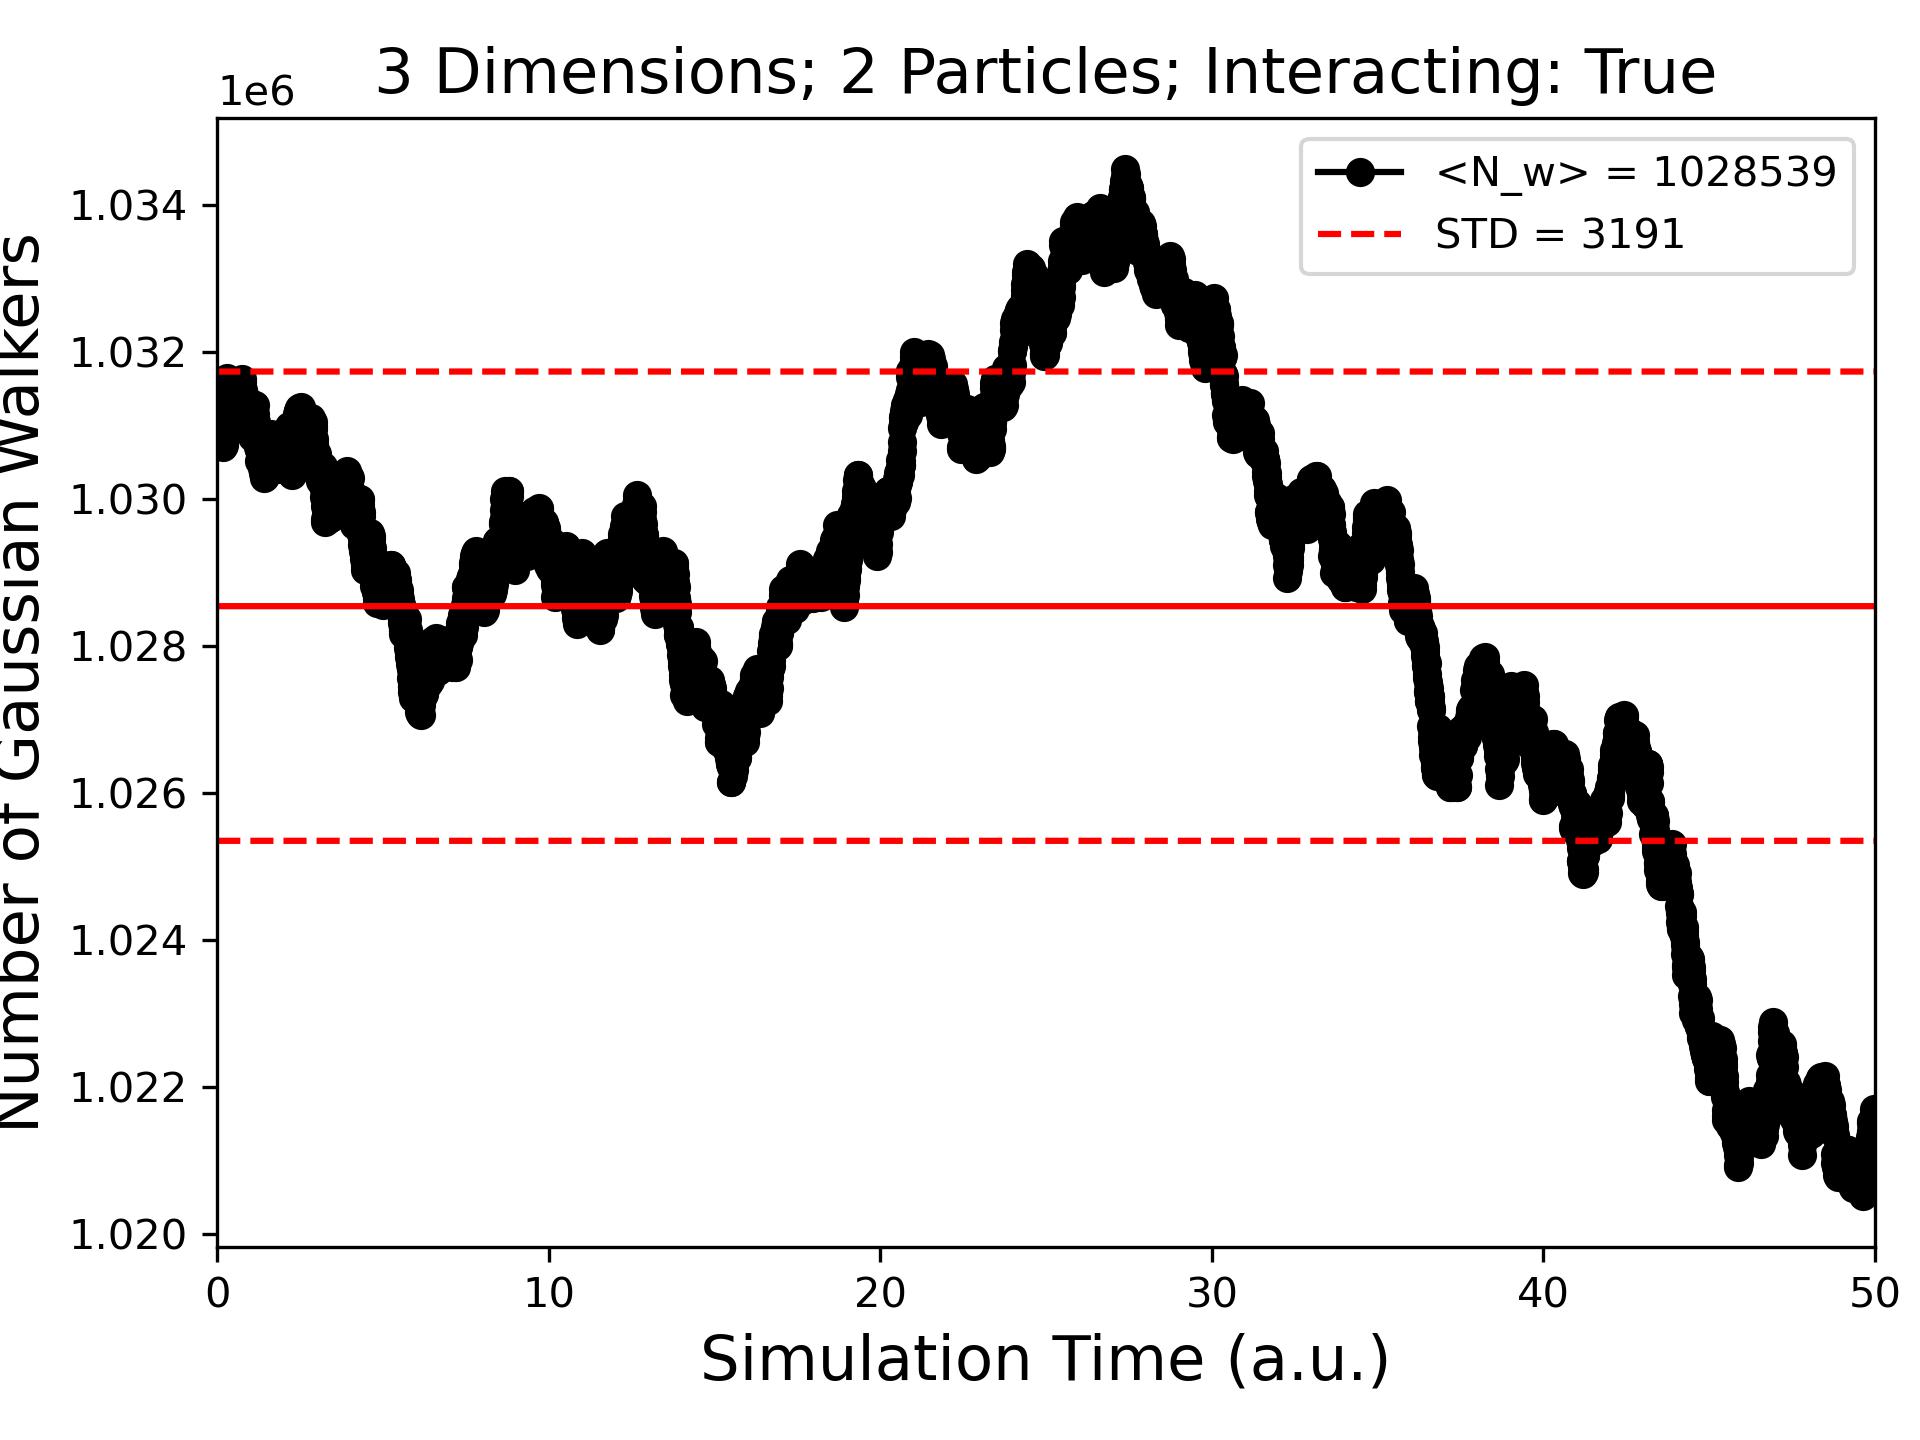 3 Dimensions; 2 Particles; Interacting: True
1e6
<N_w> = 1028539
STD = 3191
Number of Gaussian Walkers
1.034
1.032
1.030
1.028
1.026
1.024
1.022
1.020
0 10 20 30 40 50
Simulation Time (a.u.)